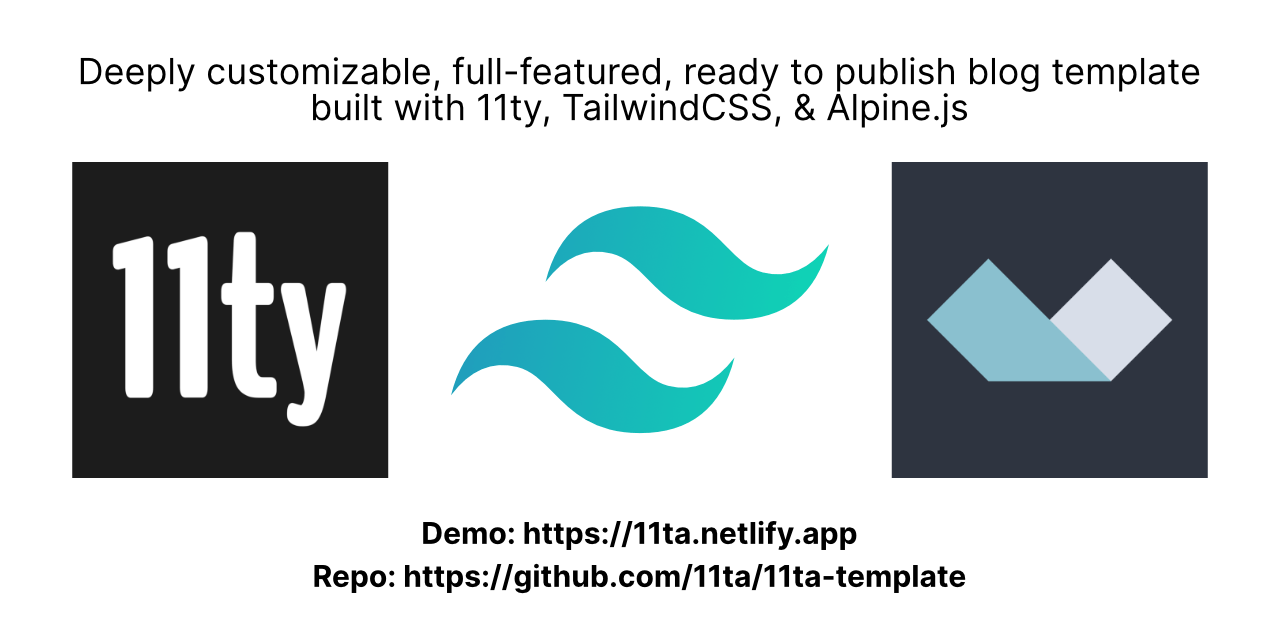 Deeply customizable, full-featured, ready to publish blog template
built with 11ty, TailwindCSS, & Alpine.js
11ty
Demo: https://11ta.netlify.app
Repo: https://github.com/11ta/11ta-template